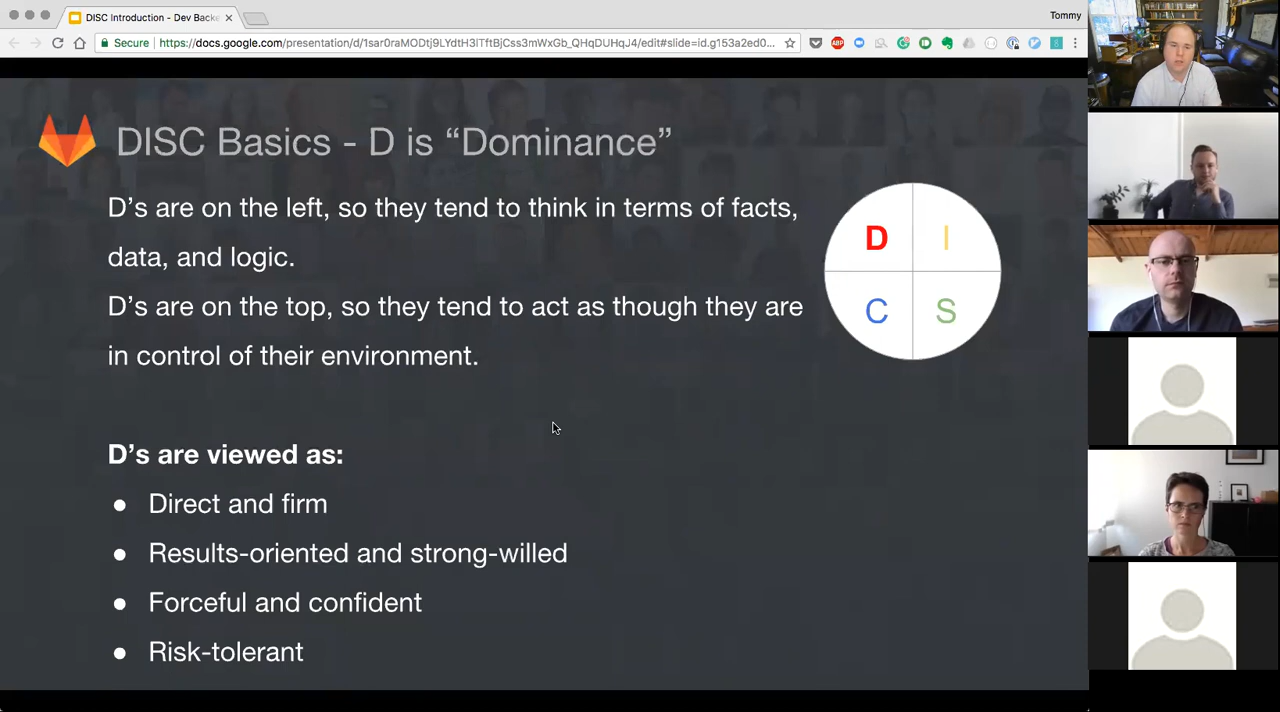 DISC Introduction - Dev Backe
Tommy
Secure
https://docs.google.com/presentation/d/1sar0raMzDtj9LYdtH3iTftBjCss3mWxGb_QHqDUHqJ4/edit#slide=id.g153a2ed0...
ABP
DISC Basics - D is “Dominance”
D’s are on the left, so they tend to think in terms of facts,
data, and logic.
D’s are on the top, so they tend to act as though they are
in control of their environment.
D I
C S
D’s are viewed as:
● Direct and firm
● Results-oriented and strong-willed
● Forceful and confident
● Risk-tolerant